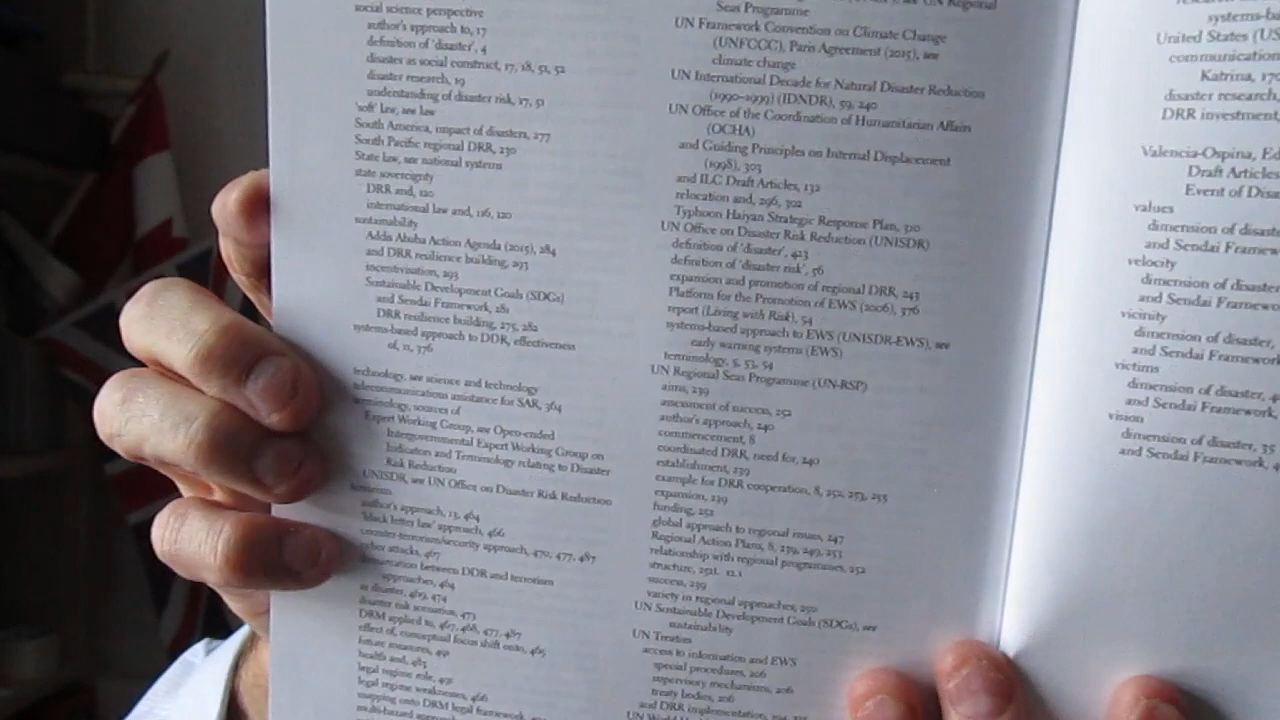 social science perspective
author's approach to, 17
definition of 'disaster', 4
disaster as social construct, 17, 18, 51, 52
disaster research, 19
understanding of disaster risk, 17, 51
'soft' law, see law
South America, impact of disasters, 277
South Pacific regional DRR, 230
State law, see national systems
state sovereignty
DRR and, 120
international law and, 116, 120
sustainability
Addis Ababa Action Agenda (2015), 284
and DRR resilience building, 293
incentivisation, 293
Sustainable Development Goals (SDGs)
and Sendai Framework, 281
DRR resilience building, 275, 282
systems-based approach to DDR, effectiveness
of, 11, 376
technology, see science and technology
telecommunications assistance for SAR, 364
terminology, sources of
Expert Working Group, see Open-ended
Intergovernmental Expert Working Group on
Indicators and Terminology relating to Disaster
Risk Reduction
UNISDR, see UN Office on Disaster Risk Reduction
terrorism
author's approach, 13, 464
'black letter law' approach, 466
counter-terrorism/security approach, 470, 477, 487
cyber attacks, 467
between DDR and terrorism
approaches, 464
as disaster, 469, 474
disaster risk scenarios, 473
DRM applied to, 467, 468, 477, 487
effect of, conceptual focus shift onto, 465
future measures, 491
health and, 485
legal regime role, 491
legal regime weaknesses, 466
mapping onto DRM legal framework,
multi-hazard approach
Seas Programme
UN Regional
UN Framework Convention on Climate Change
(UNFCCC), Paris Agreement (2015), see
climate change
UN International Decade for Natural Disaster Reduction
(1990–1999) (IDNDR), 59, 240
UN Office of the Coordination of Humanitarian Affairs
(OCHA)
and Guiding Principles on Internal Displacement
(1998), 303
and ILC Draft Articles, 132
relocation and, 296, 302
Typhoon Haiyan Strategic Response Plan, 310
UN Office on Disaster Risk Reduction (UNISDR)
definition of 'disaster', 423
definition of 'disaster risk', 56
expansion and promotion of regional DRR, 243
Platform for the Promotion of EWS (2006), 376
report (Living with Risk), 54
systems-based approach to EWS (UNISDR-EWS), see
early warning systems (EWS)
terminology, 5, 53, 54
UN Regional Seas Programme (UN-RSP)
aims, 239
assessment of success, 252
author's approach, 240
commencement, 8
coordinated DRR, need for, 240
establishment, 239
example for DRR cooperation, 8, 252, 253, 255
expansion, 239
funding, 252
global approach to regional issues, 247
Regional Action Plans, 8, 239, 249, 253
relationship with regional programmes, 252
structure, 251f. 12.1
success, 239
variety in regional approaches, 250
UN Sustainable Development Goals (SDGs), see
sustainability
UN Treaties
access to information and EWS
special procedures, 206
supervisory mechanisms, 206
treaty bodies, 206
and DRR implementation,
UN World
systems-ba
United States (US
communication
Katrina, 170
disaster research,
DRR investment,
Valencia-Ospina, Ed
Draft Articles
Event of Disa
values
dimension of disaste
and Sendai Framew
velocity
dimension of disaster
and Sendai Framewo
vicinity
dimension of disaster,
and Sendai Framework
victims
dimension of disaster, 4
and Sendai Framework,
vision
dimension of disaster, 35
and Sendai Framework, 4